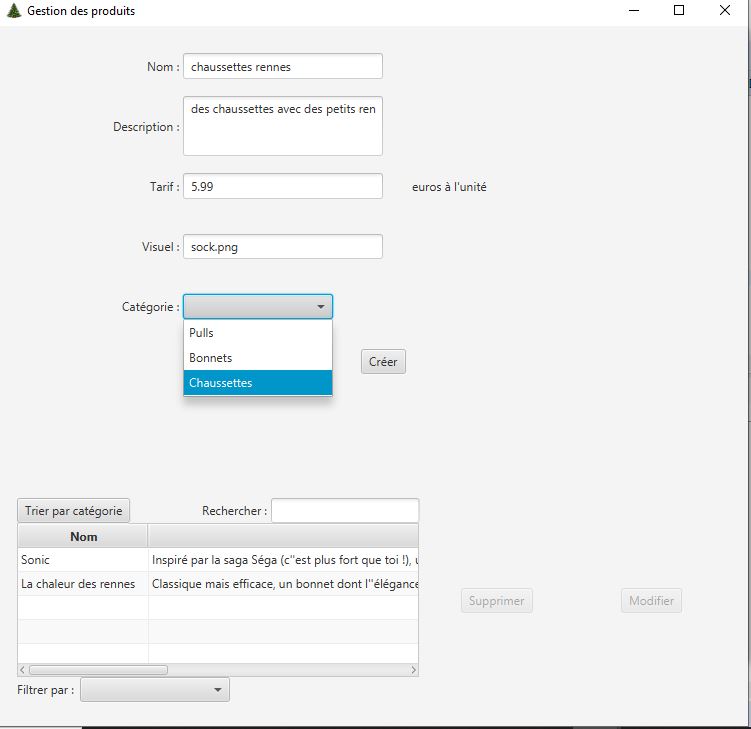 Gestion des produits
Nom : chaussettes rennes
des chaussettes avec des petits ren
Description :
Tarif : 5.99 euros à l'unité
Visuel : sock.png
Catégorie :
Pulls
Bonnets
Créer
Chaussettes
Trier par catégorie Rechercher :
Nom
Sonic Inspiré par la saga Séga (c''est plus fort que toi !), u
La chaleur des rennes Classique mais efficace, un bonnet dont l''élégance
Supprimer Modifier
Filtrer par :